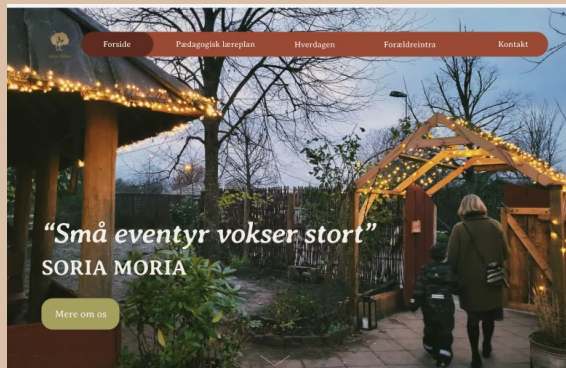 Forside
Pædagogisk læreplan
Hverdagen
Forældreintra
Kontakt
“Små eventyr vokser stort”
SORIA MORIA
Mere om os